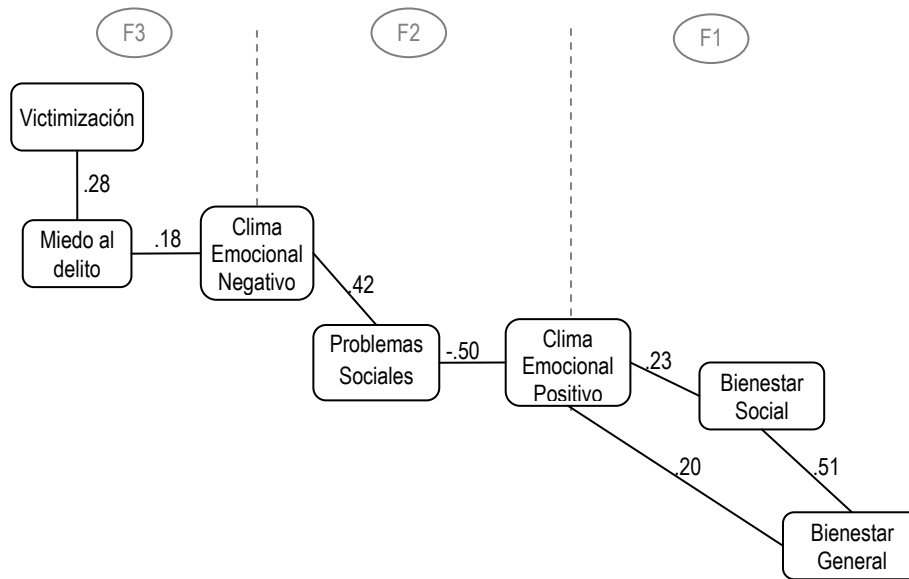 F3
F2
F1
Victimización
.28
Miedo al
delito
.18
Clima
Emocional
Negativo
.42
Problemas
Sociales
-.50
Clima
Emocional
Positivo
.23
Bienestar
Social
.20
.51
Bienestar
General